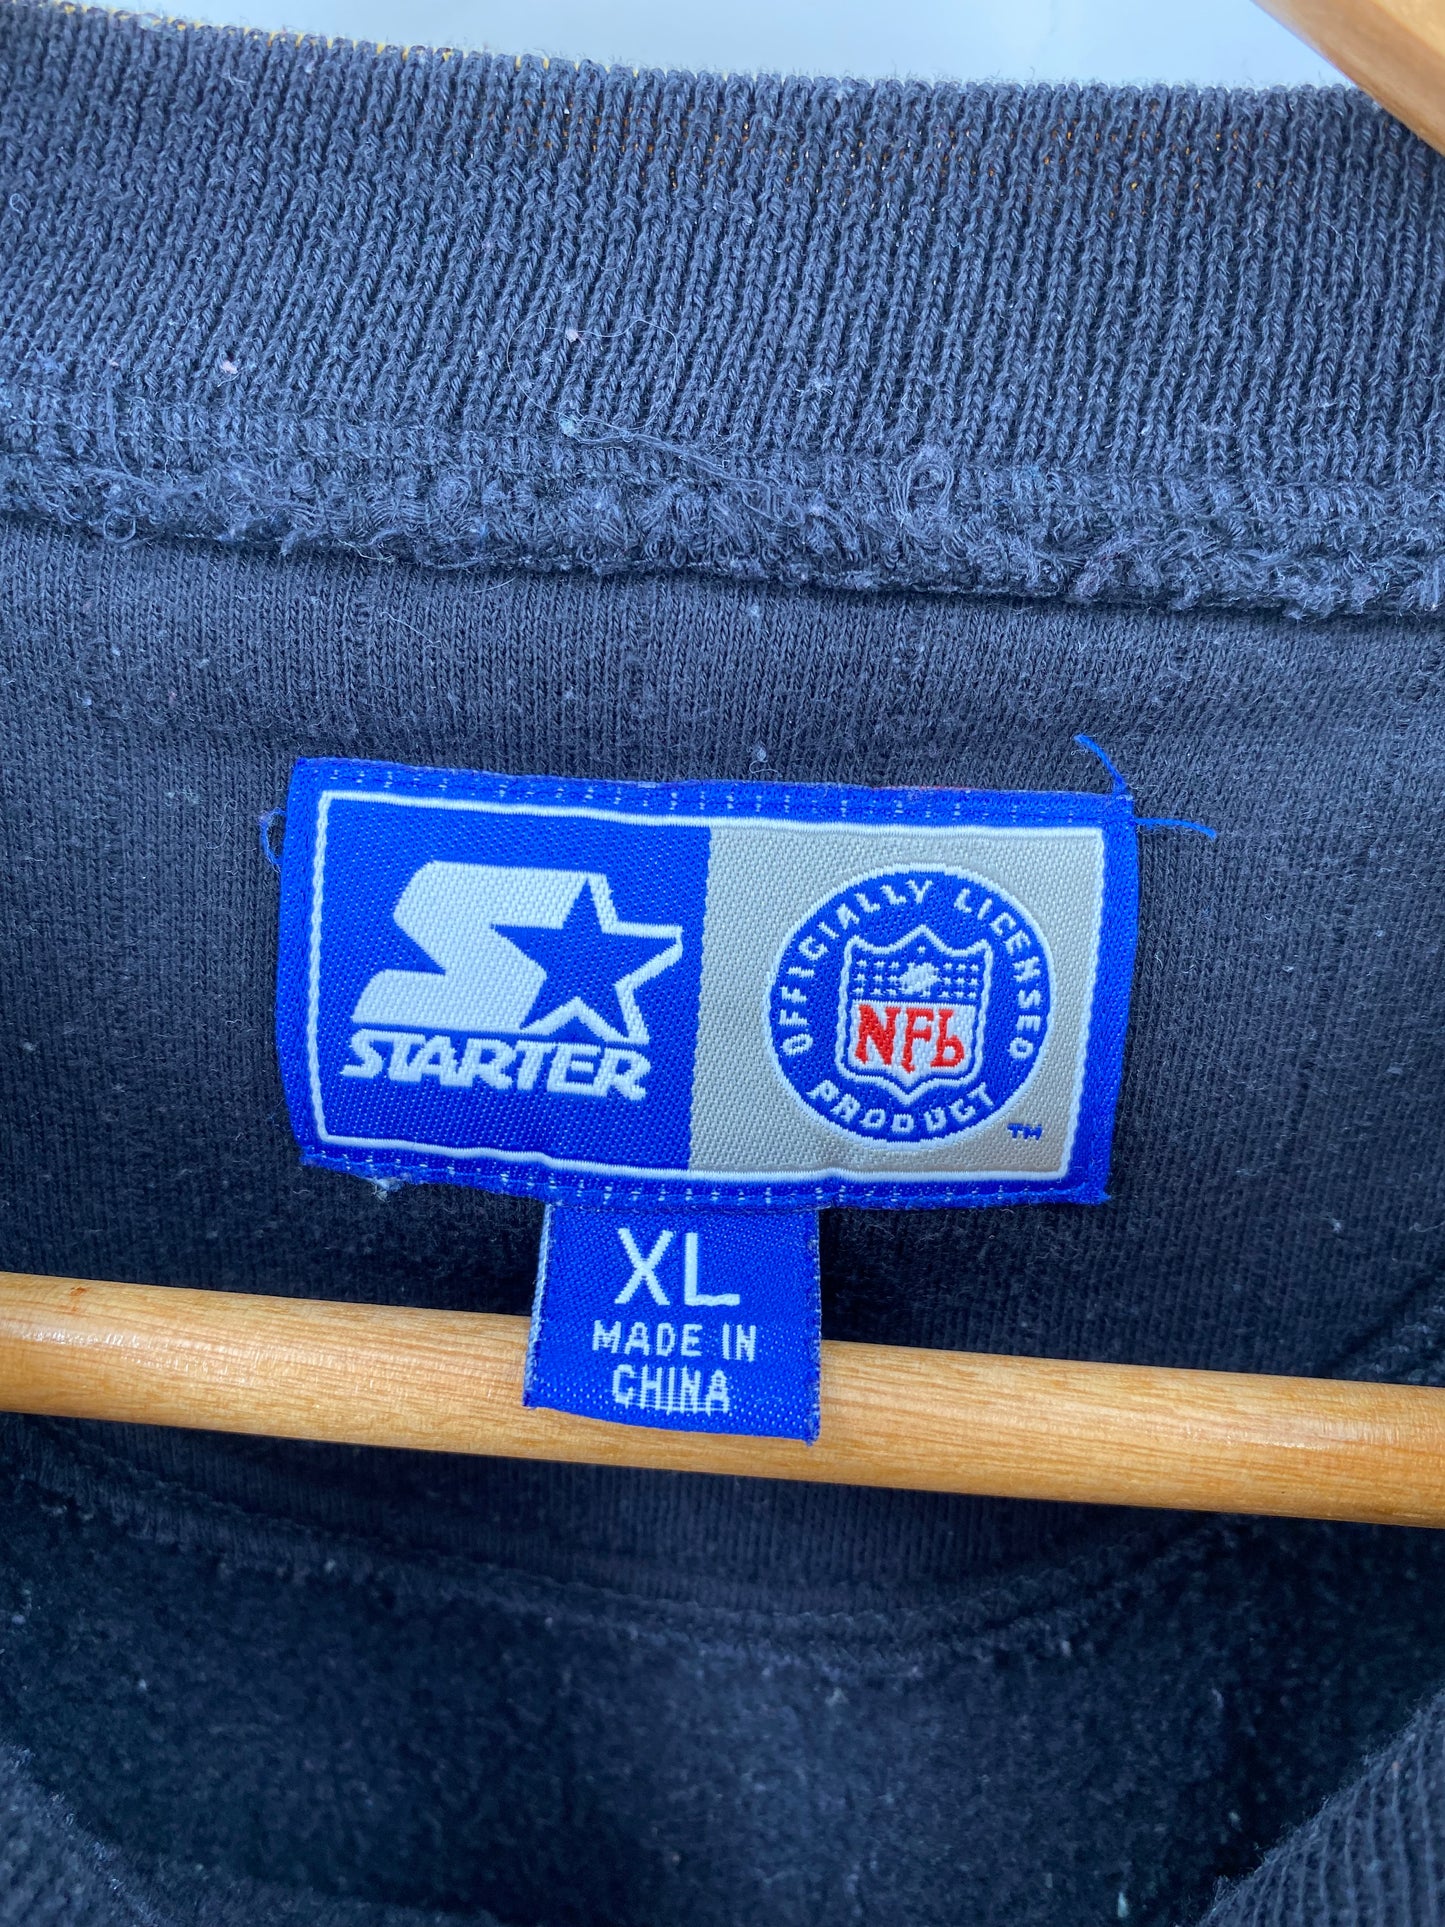 STARTER
OFFICIALLY LICENSED
NFL
PRODUCT
TM
XL
MADE IN
CHINA